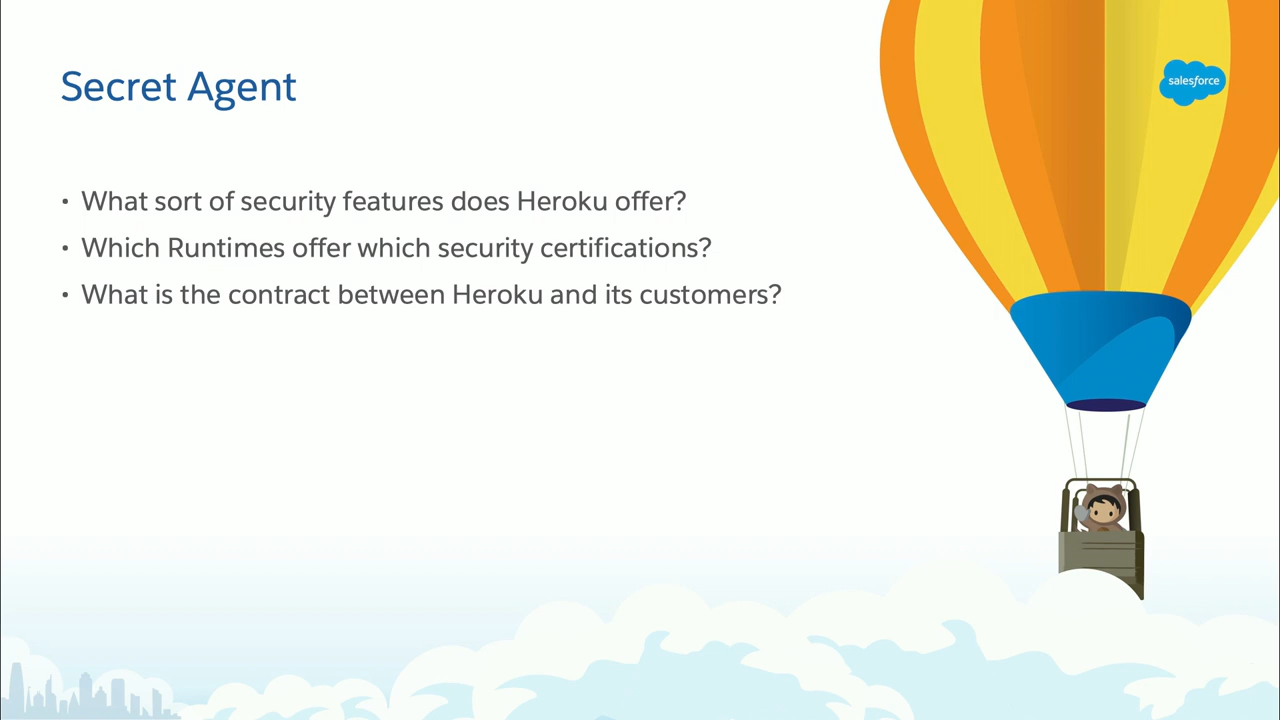 Secret Agent
salesforce
• What sort of security features does Heroku offer?
• Which Runtimes offer which security certifications?
• What is the contract between Heroku and its customers?